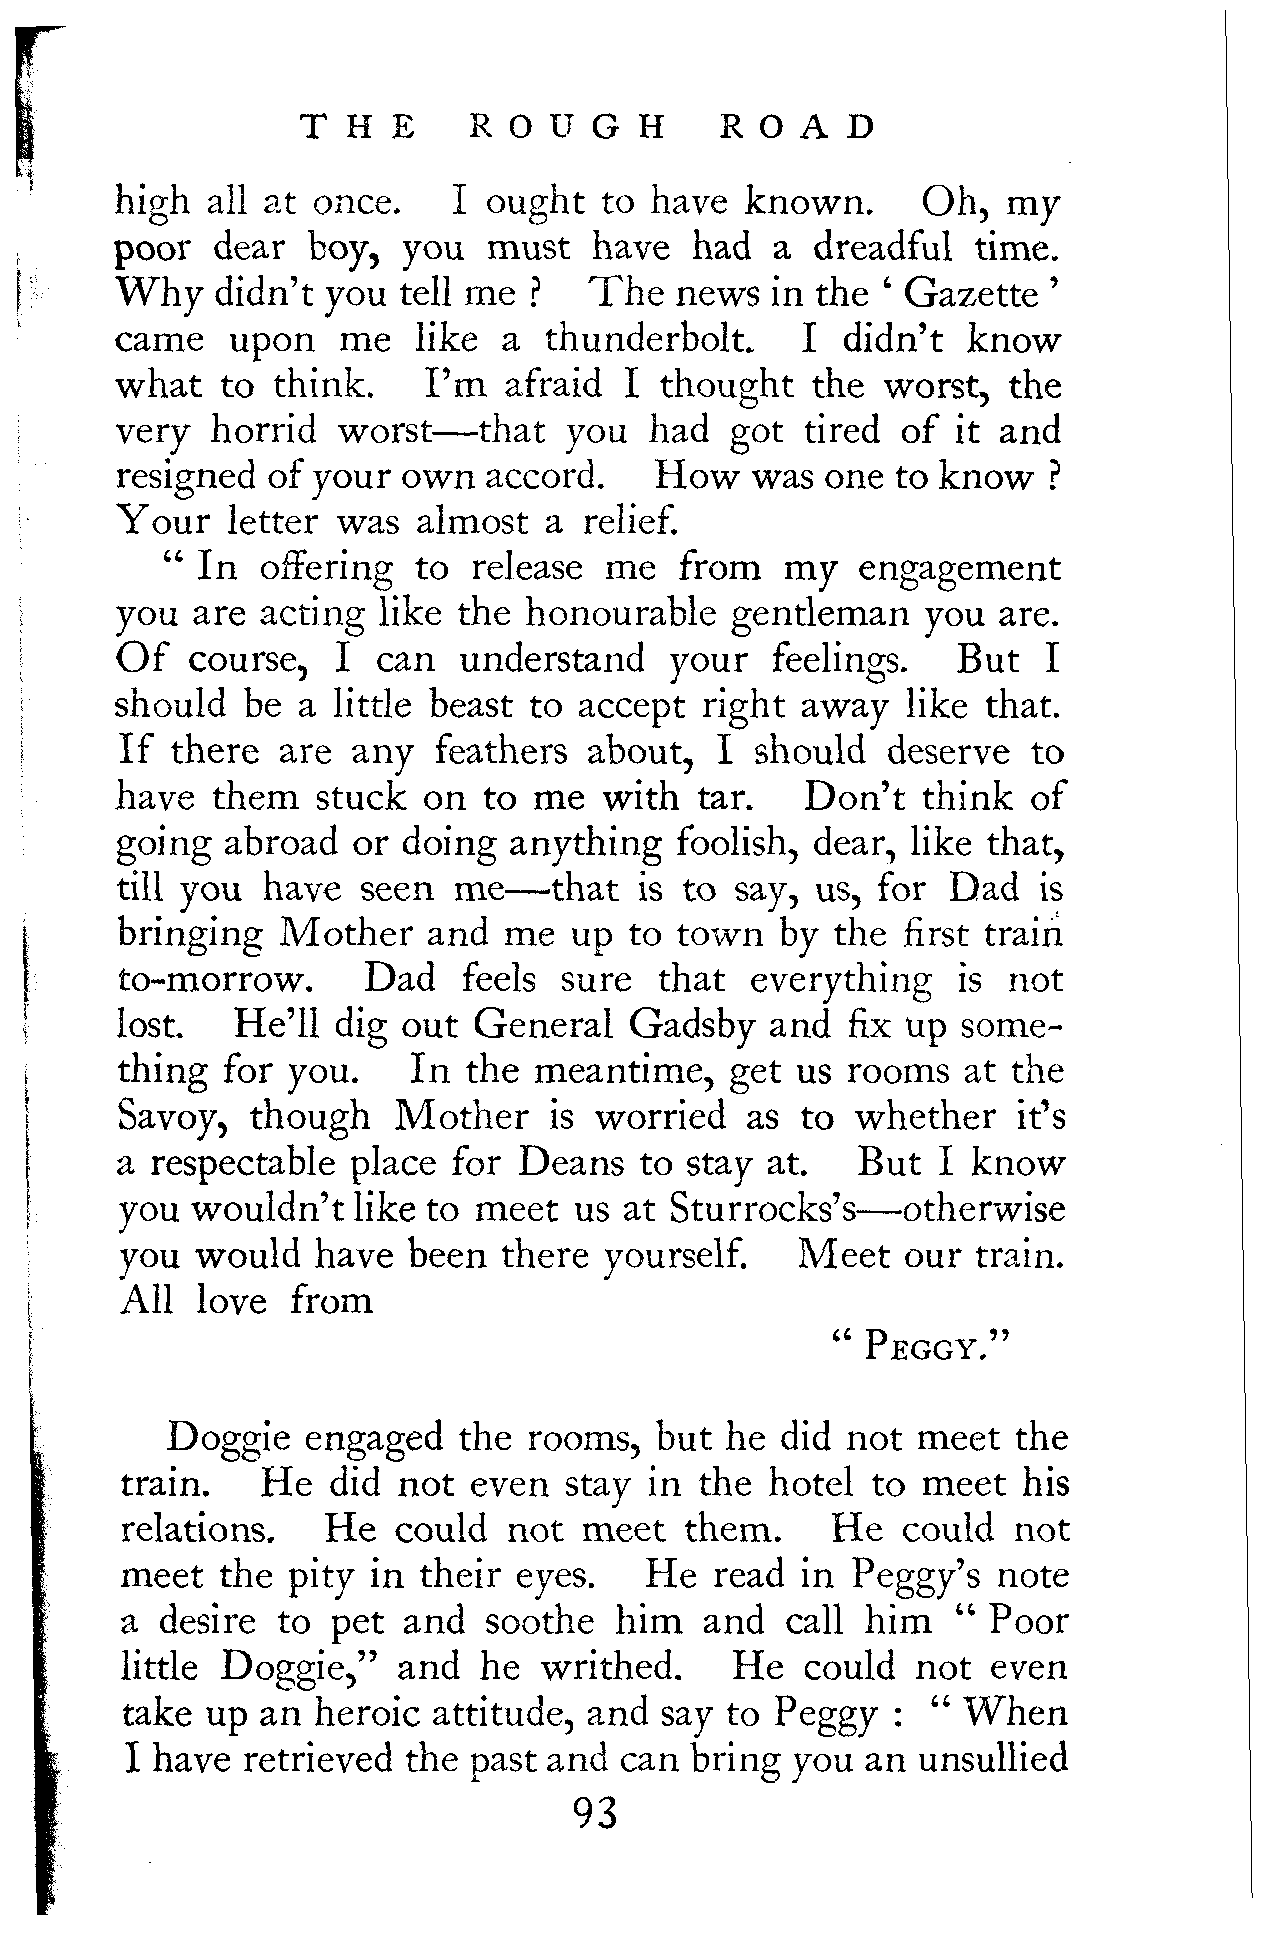 THE ROUGH ROAD
high all at once. I ought to have known. Oh, my
poor dear boy, you must have had a dreadful time.
Why didn't you tell me ? The news in the ‘ Gazette ’
came upon me like a thunderbolt. I didn't know
what to think. I'm afraid I thought the worst, the
very horrid worst—that you had got tired of it and
resigned of your own accord. How was one to know ?
Your letter was almost a relief.
“ In offering to release me from my engagement
you are acting like the honourable gentleman you are.
Of course, I can understand your feelings. But I
should be a little beast to accept right away like that.
If there are any feathers about, I should deserve to
have them stuck on to me with tar. Don't think of
going abroad or doing anything foolish, dear, like that,
till you have seen me—that is to say, us, for Dad is
bringing Mother and me up to town by the first train
to-morrow. Dad feels sure that everything is not
lost. He'll dig out General Gadsby and fix up some-
thing for you. In the meantime, get us rooms at the
Savoy, though Mother is worried as to whether it's
a respectable place for Deans to stay at. But I know
you wouldn't like to meet us at Sturrocks's—otherwise
you would have been there yourself. Meet our train.
All love from
“ PEGGY.”
Doggie engaged the rooms, but he did not meet the
train. He did not even stay in the hotel to meet his
relations. He could not meet them. He could not
meet the pity in their eyes. He read in Peggy's note
a desire to pet and soothe him and call him “ Poor
little Doggie,” and he writhed. He could not even
take up an heroic attitude, and say to Peggy : “ When
I have retrieved the past and can bring you an unsullied
93